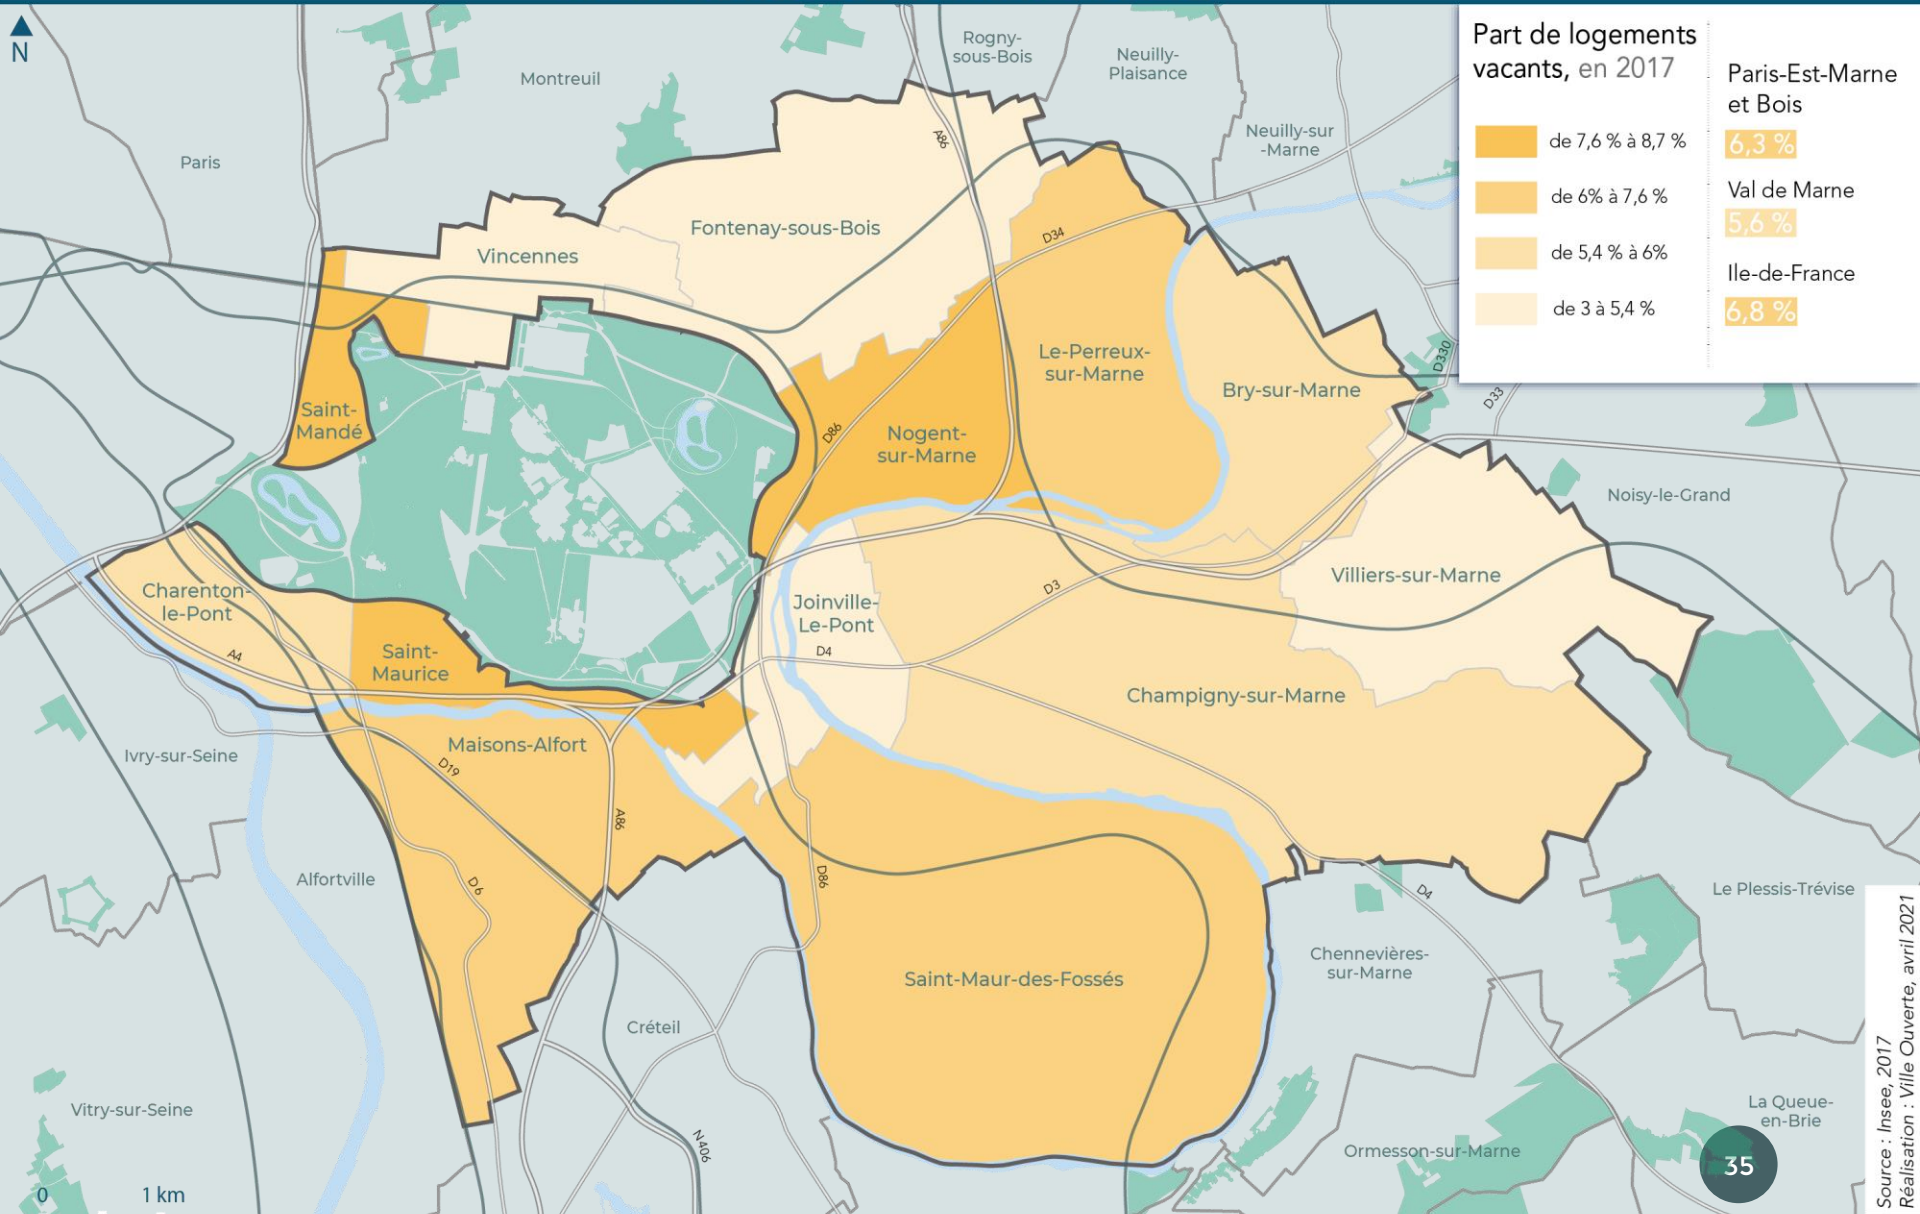 N
Montreuil
Rogny-
sous-Bois
Neuilly-
Plaisance
Neuilly-sur
-Marne
Paris
A86
Part de logements
vacants, en 2017
de 7,6 % à 8,7 %
de 6% à 7,6 %
de 5,4 % à 6%
de 3 à 5,4 %
Paris-Est-Marne
et Bois
6,3 %
Val de Marne
5,6 %
Ile-de-France
6,8 %
Vincennes
Fontenay-sous-Bois
D34
Le-Perreux-
sur-Marne
Bry-sur-Marne
D330
D33
Saint-
Mandé
D86
Nogent-
sur-Marne
Noisy-le-Grand
Charenton-
le-Pont
A4
Saint-
Maurice
Joinville-
Le-Pont
D4
D3
Villiers-sur-Marne
Champigny-sur-Marne
Ivry-sur-Seine
Maisons-Alfort
D19
A86
Alfortville
D6
D86
D4
Le Plessis-Trévise
Saint-Maur-des-Fossés
Chennevières-
sur-Marne
Créteil
Vitry-sur-Seine
N406
Ormesson-sur-Marne
La Queue-
en-Brie
35
0
1 km
Source : Insee, 2017
Réalisation : Ville Ouverte, avril 2021